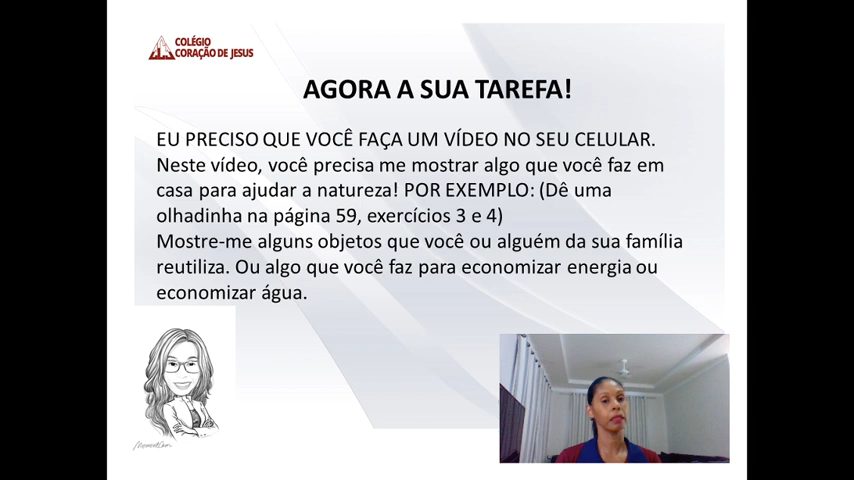 COLÉGIO
CORAÇÃO DE JESUS
AGORA A SUA TAREFA!
EU PRECISO QUE VOCÊ FAÇA UM VÍDEO NO SEU CELULAR.
Neste vídeo, você precisa me mostrar algo que você faz em
casa para ajudar a natureza! POR EXEMPLO: (Dê uma
olhadinha na página 59, exercícios 3 e 4)
Mostre-me alguns objetos que você ou alguém da sua família
reutiliza. Ou algo que você faz para economizar energia ou
economizar água.
MomentCam